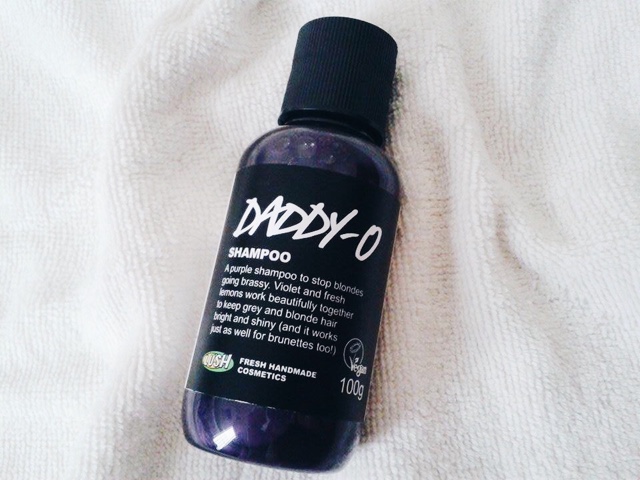 DADDY-O
SHAMPOO
A purple shampoo to stop blondes
going brassy. Violet and fresh
lemons work beautifully together
to keep grey and blonde hair
bright and shiny (and it works
just as well for brunettes too!)
LUSH
FRESH HANDMADE
COSMETICS
vegan
100g